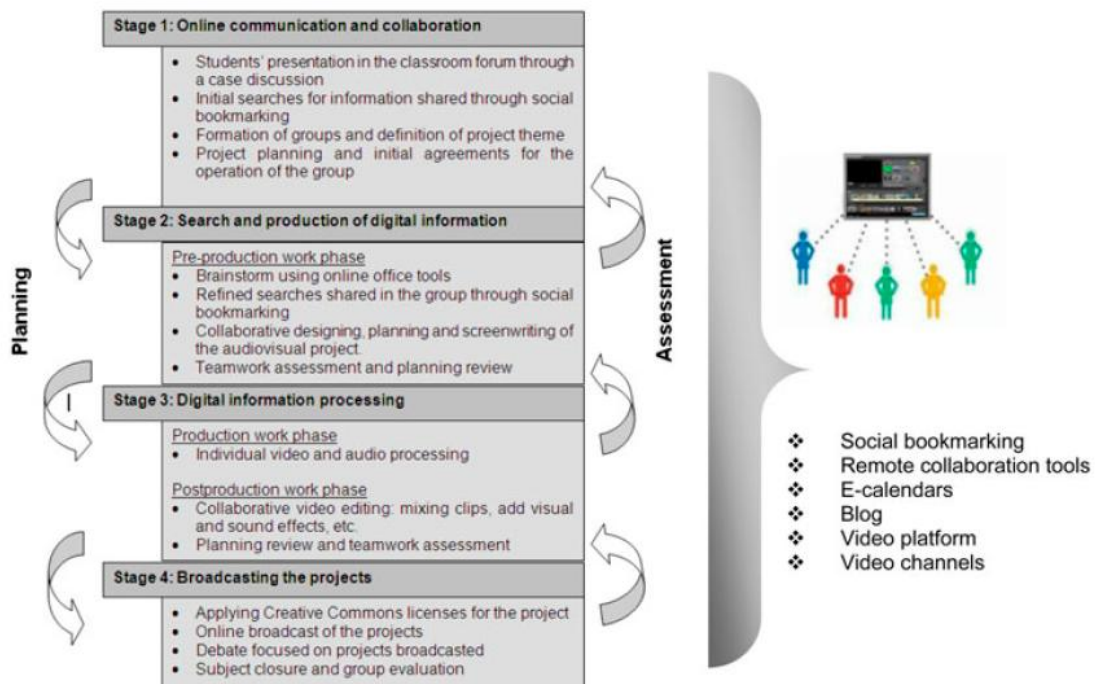 Stage 1: Online communication and collaboration
• Students' presentation in the classroom forum through
a case discussion
• Initial searches for information shared through social
bookmarking
• Formation of groups and definition of project theme
• Project planning and initial agreements for the
operation of the group
Stage 2: Search and production of digital information
Pre-production work phase
• Brainstorm using online office tools
• Refined searches shared in the group through social
bookmarking
• Collaborative designing, planning and screenwriting of
the audiovisual project.
• Teamwork assessment and planning review
Stage 3: Digital information processing
Production work phase
• Individual video and audio processing
Postproduction work phase
• Collaborative video editing: mixing clips, add visual
and sound effects, etc.
• Planning review and teamwork assessment
Stage 4: Broadcasting the projects
• Applying Creative Commons licenses for the project
• Online broadcast of the projects
• Debate focused on projects broadcasted
• Subject closure and group evaluation
Planning
Assessment
❖ Social bookmarking
❖ Remote collaboration tools
❖ E-calendars
❖ Blog
❖ Video platform
❖ Video channels